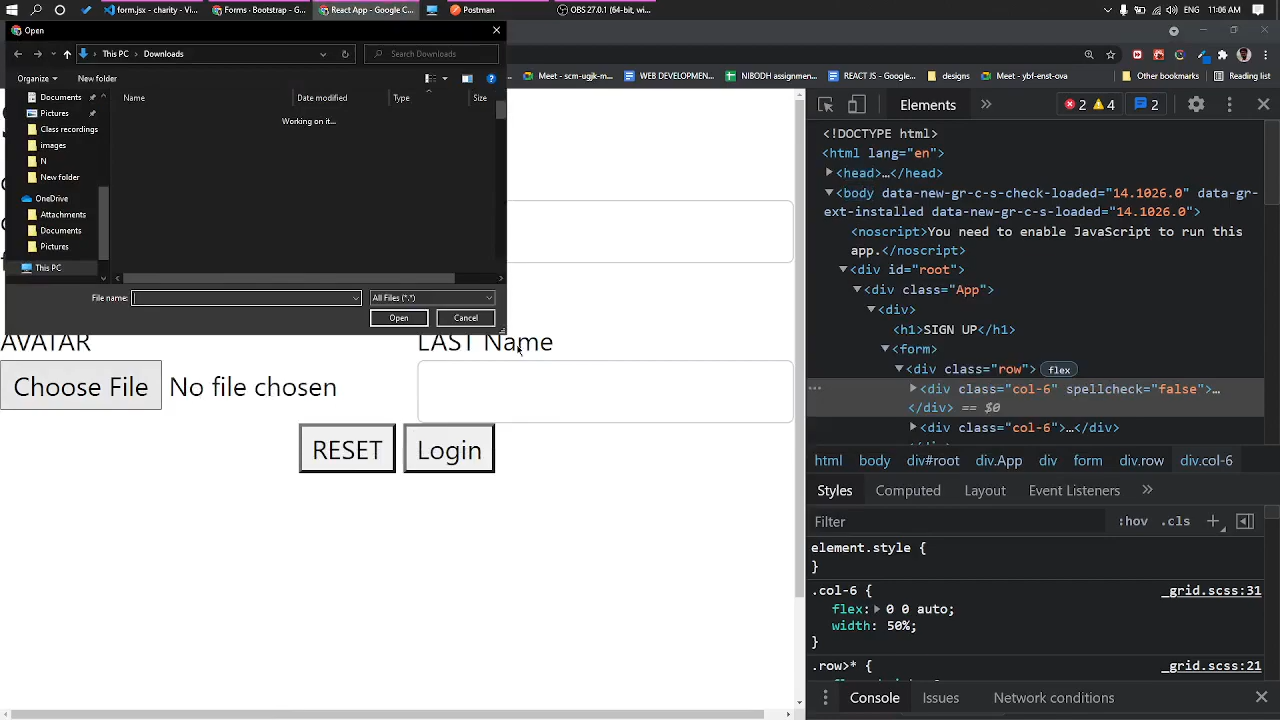 form.jsx - charity - Vi...
Forms · Bootstrap - G...
React App - Google C...
Postman
OBS 27.0.1 (64-bit, wi...
ENG
11:06 AM
Open
This PC
Downloads
Search Downloads
Organize
New folder
Documents
Pictures
Class recordings
images
N
New folder
OneDrive
Attachments
Documents
Pictures
This PC
Name
Date modified
Type
Size
Working on it...
File name:
All Files (*.*)
Open
Cancel
Meet - scm-ugjk-m...
WEB DEVELOPMEN...
NIBODH assignmen...
REACT JS - Google...
designs
Meet - ybf-enst-ova
Other bookmarks
Reading list
AVATAR
LAST Name
Choose File
No file chosen
RESET
Login
Elements
2
4
2
<!DOCTYPE html>
<html lang="en">
<head>…</head>
<body data-new-gr-c-s-check-loaded="14.1026.0" data-gr-
ext-installed data-new-gr-c-s-loaded="14.1026.0">
<noscript>You need to enable JavaScript to run this
app.</noscript>
<div id="root">
<div class="App">
<div>
<h1>SIGN UP</h1>
<form>
<div class="row">
flex
<div class="col-6" spellcheck="false">…
</div> == $0
<div class="col-6">…</div>
html
body
div#root
div.App
div
form
div.row
div.col-6
Styles
Computed
Layout
Event Listeners
Filter
:hov
.cls
element.style {
}
.col-6 {
_grid.scss:31
flex: 0 0 auto;
width: 50%;
}
.row>* {
_grid.scss:21
Console
Issues
Network conditions